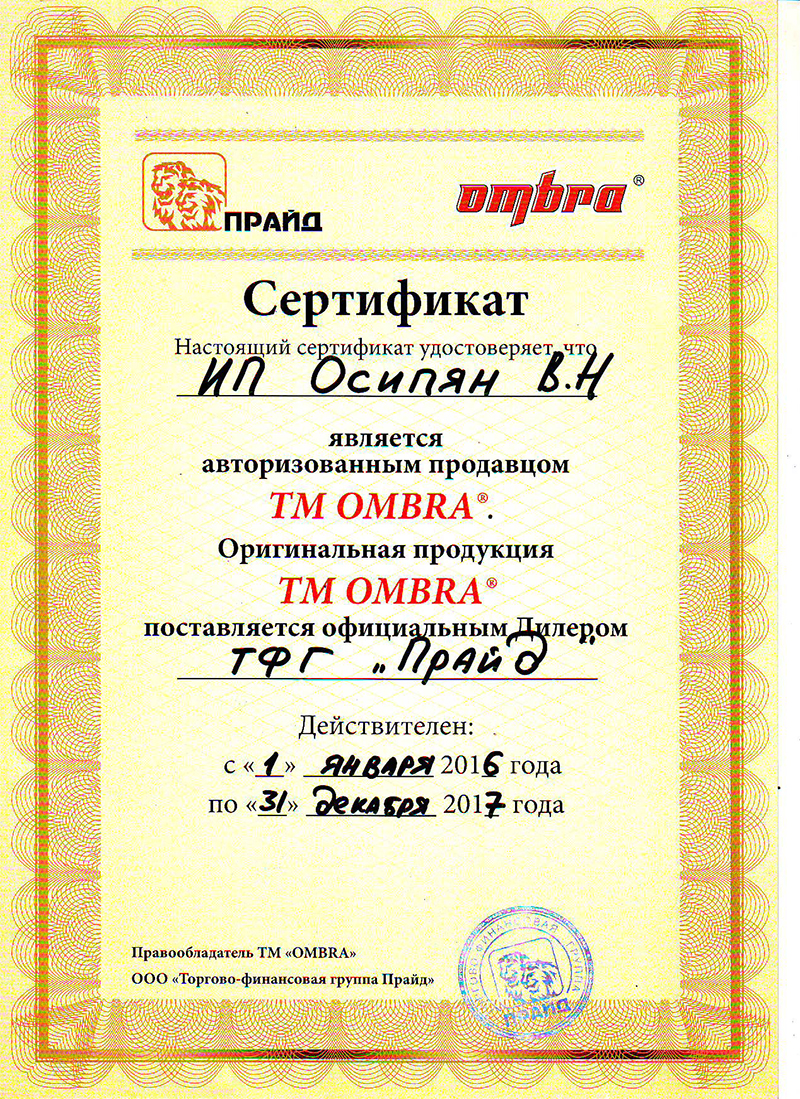 ПРАЙД
ombra®
Сертификат
Настоящий сертификат удостоверяет, что
ИП Осипян В.Н
является
авторизованным продавцом
ТМ OMBRA®.
Оригинальная продукция
ТМ OMBRA®
поставляется официальным Дилером
ТФГ „Прайд"
Действителен:
с «1» января 2016 года
по «31» декабря 2017 года
Правообладатель ТМ «OMBRA»
ООО «Торгово-финансовая группа Прайд»
ФИНАНСОВАЯ ГРУППА
ПРАЙД